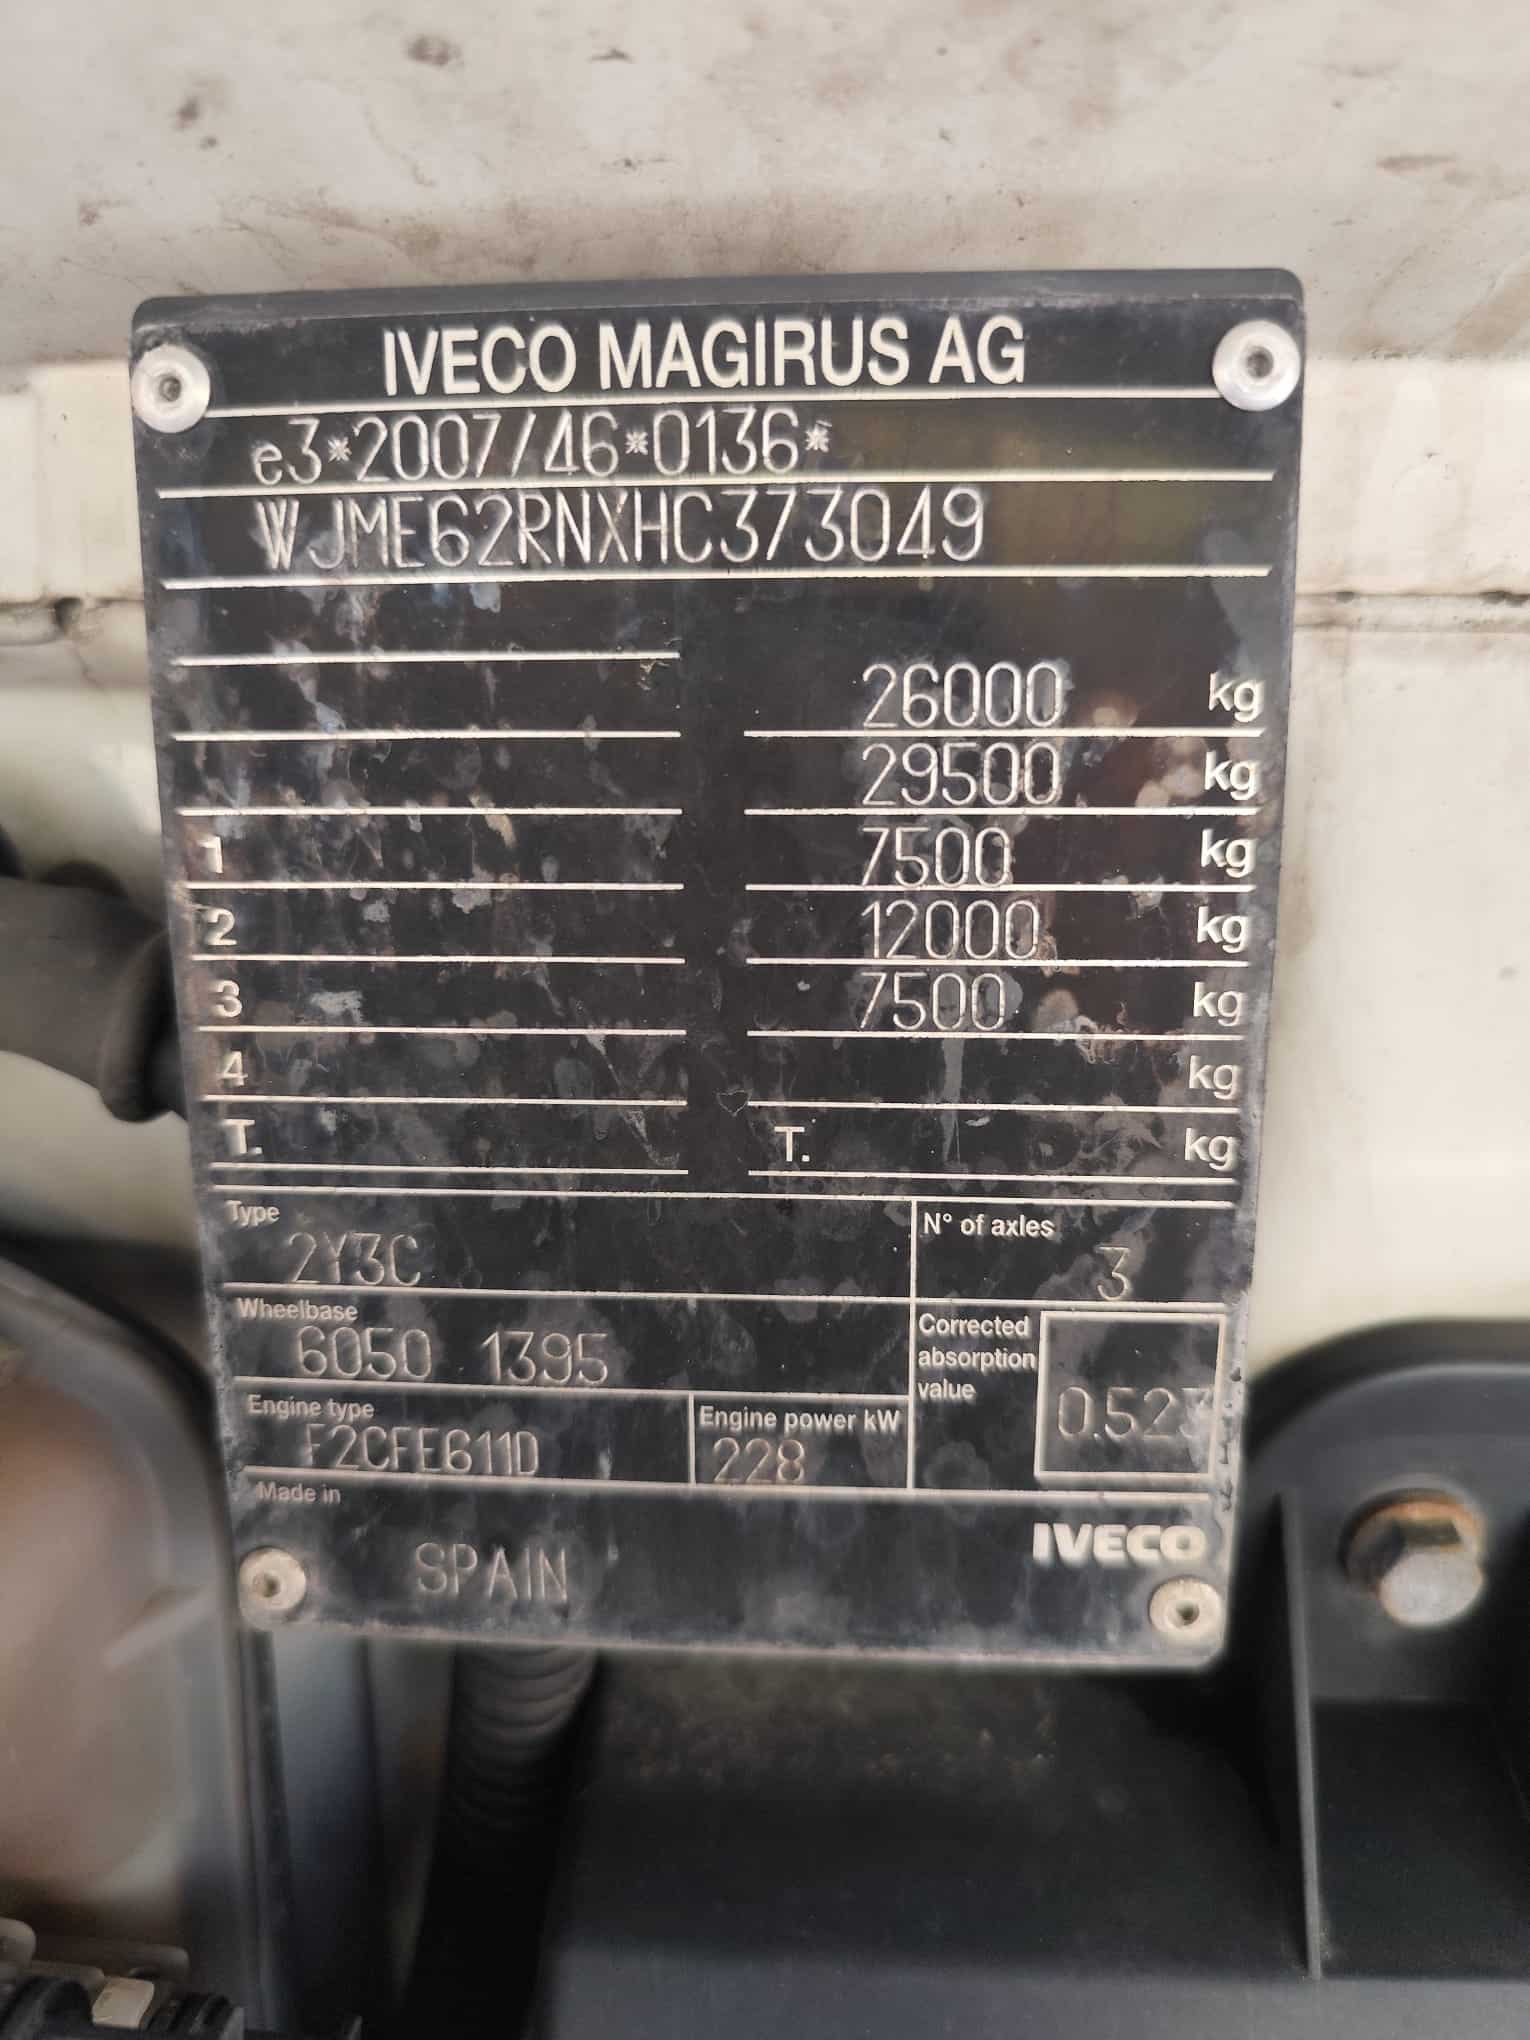 IVECO MAGIRUS AG
e3*2007/46*0136*
WJME62RNXHC373049
26000 kg
29500 kg
1 7500 kg
2 12000 kg
3 7500 kg
4 kg
T. T. kg
Type
2Y3C
N° of axles
3
Wheelbase
6050 1395
Corrected
absorption
value
0.523
Engine type
F2CFE611D
Engine power kW
228
Made in
SPAIN
IVECO